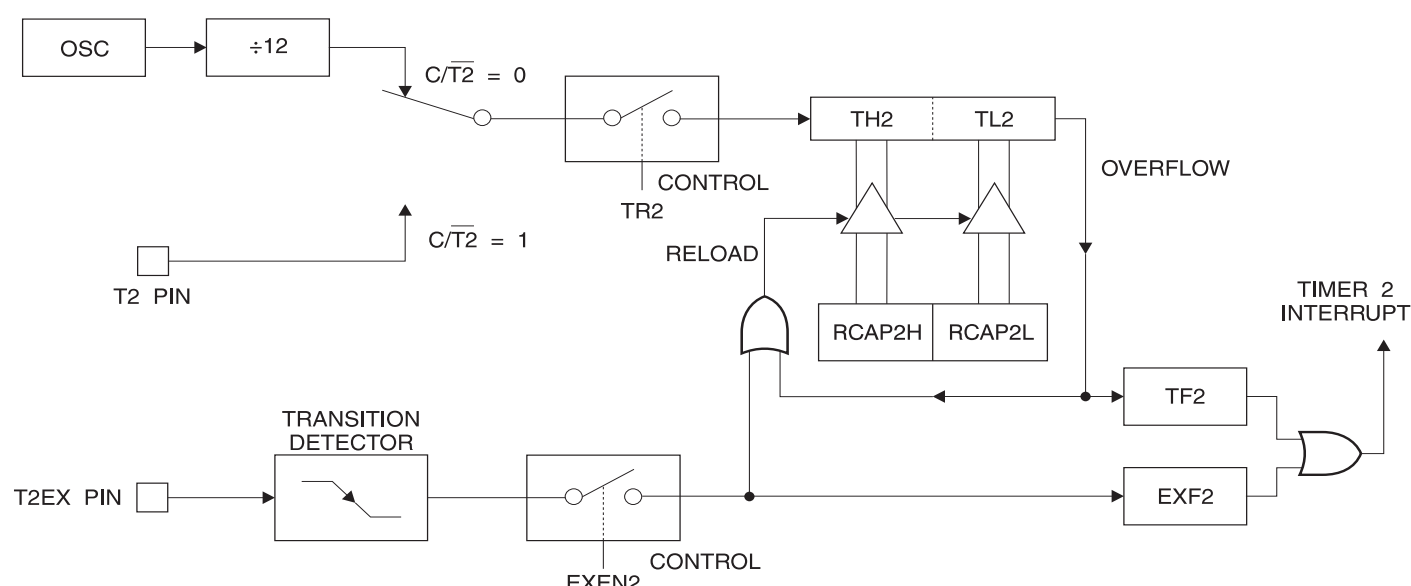 OSC
÷12
C/T2̅ = 0
TH2
TL2
OVERFLOW
CONTROL
TR2
C/T2̅ = 1
T2 PIN
RELOAD
RCAP2H
RCAP2L
TIMER 2
INTERRUPT
TF2
TRANSITION
DETECTOR
T2EX PIN
EXF2
CONTROL
EXEN2